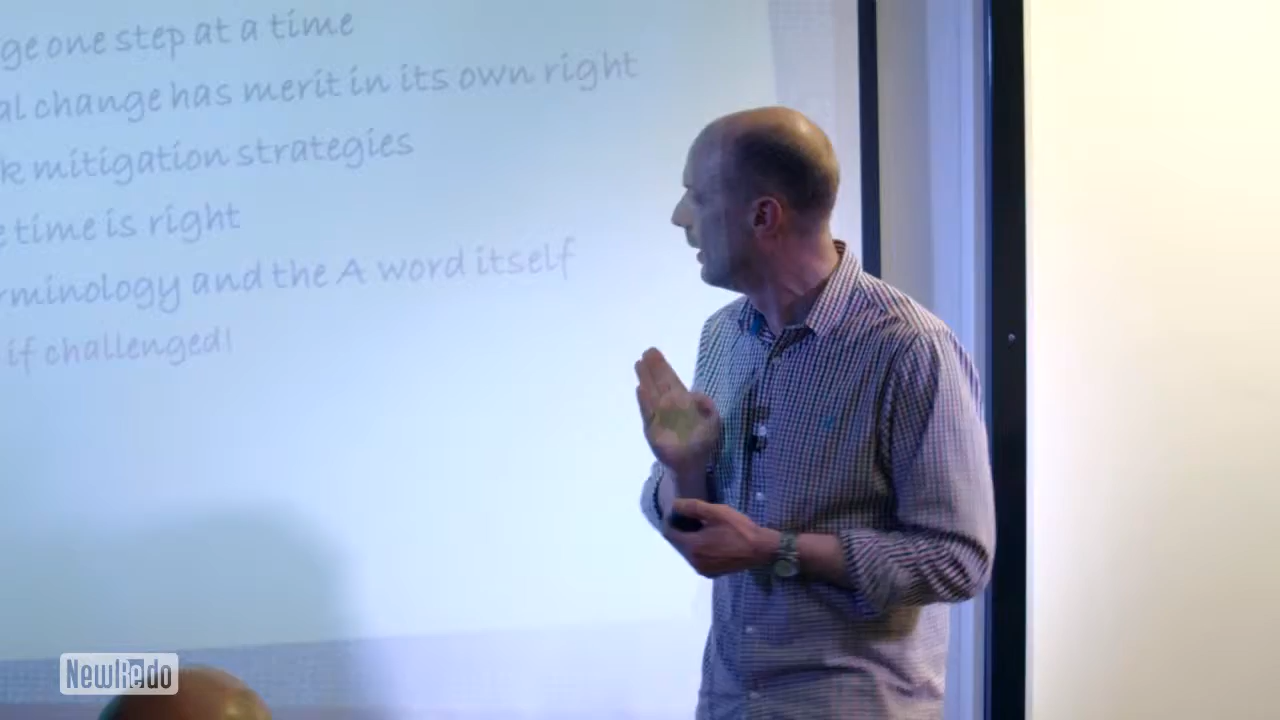 ge one step at a time
al change has merit in its own right
k mitigation strategies
e time is right
rminology and the A word itself
if challenged!
NewRedo